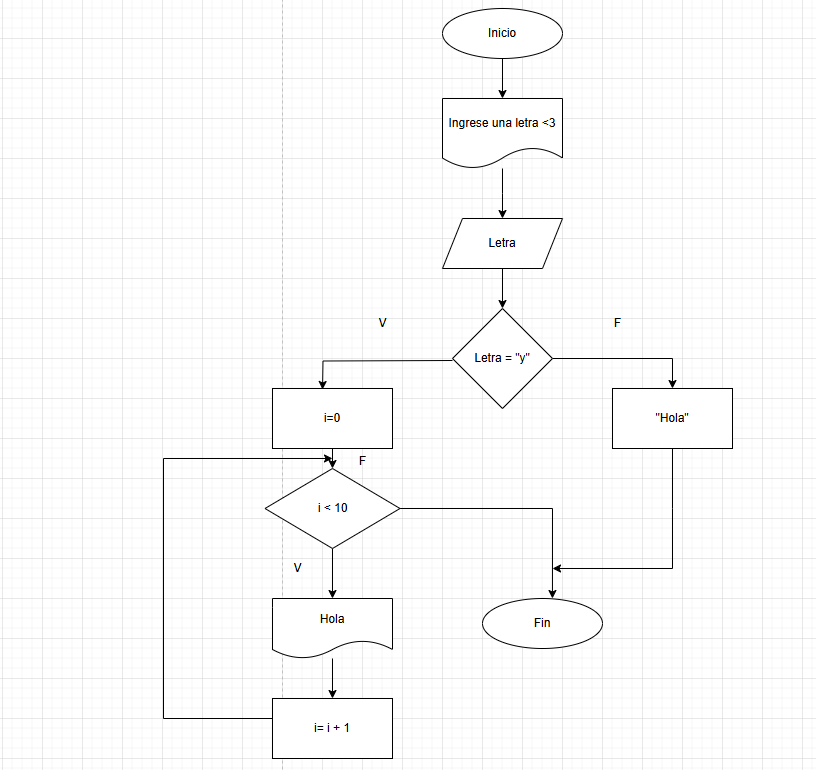 Inicio
Ingrese una letra <3
Letra
V
F
Letra = "y"
i=0
"Hola"
F
i < 10
V
Hola
Fin
i= i + 1